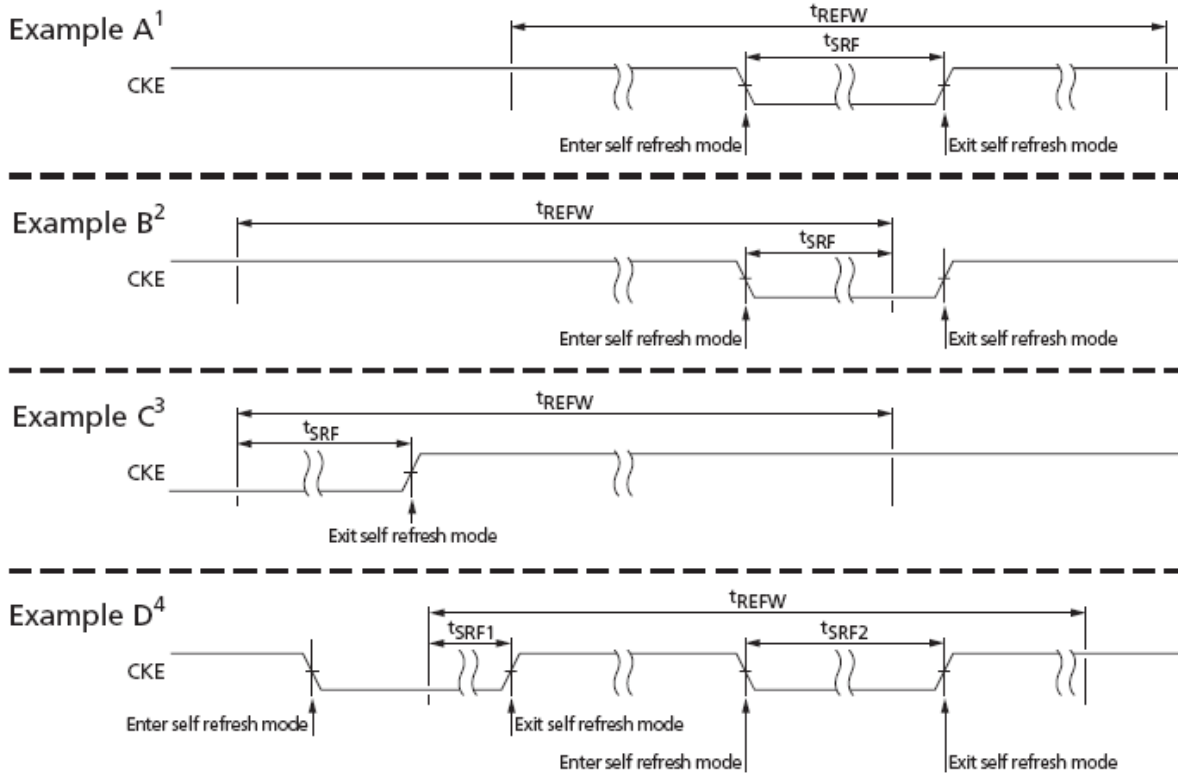 Example A¹
tREFW
tSRF
CKE
Enter self refresh mode
Exit self refresh mode
Example B²
tREFW
tSRF
CKE
Enter self refresh mode
Exit self refresh mode
Example C³
tREFW
tSRF
CKE
Exit self refresh mode
Example D⁴
tREFW
tSRF1
tSRF2
CKE
Enter self refresh mode
Exit self refresh mode
Enter self refresh mode
Exit self refresh mode